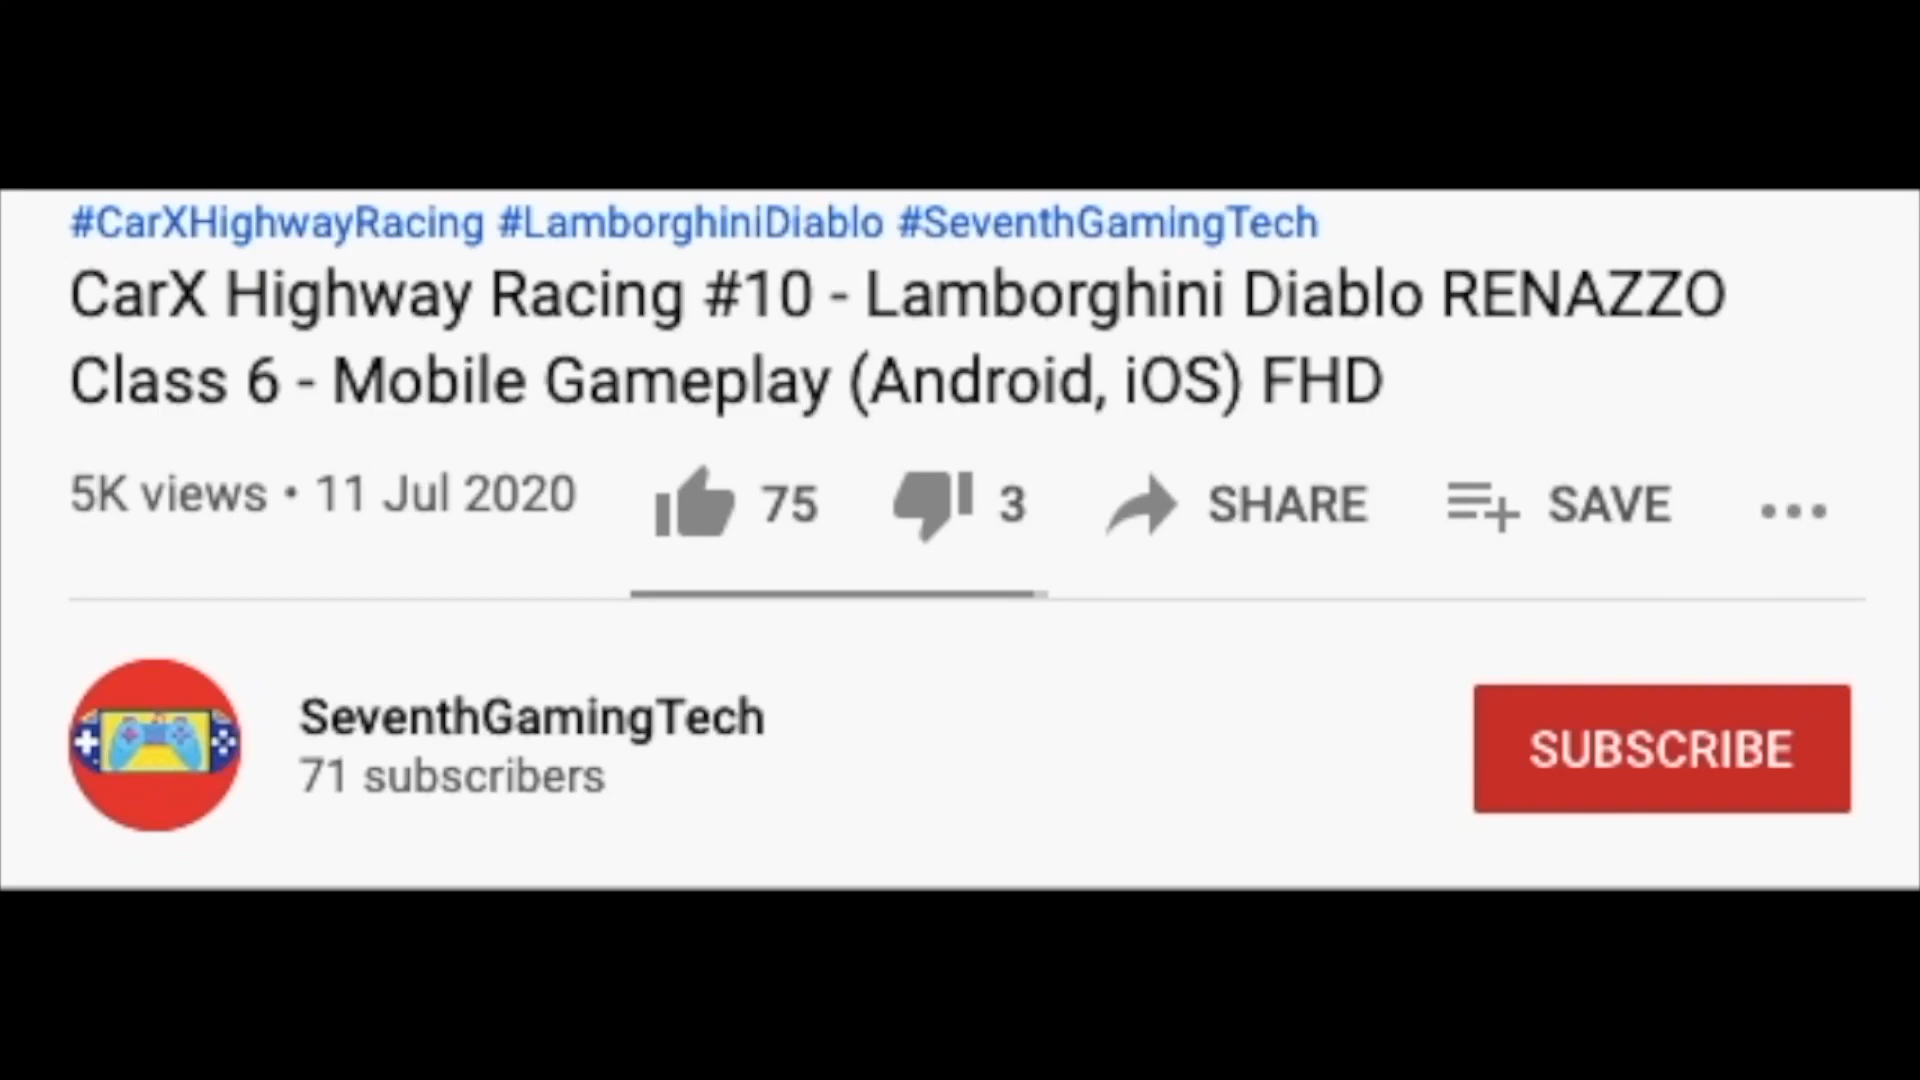 #CarXHighwayRacing #LamborghiniDiablo #SeventhGamingTech
CarX Highway Racing #10 - Lamborghini Diablo RENAZZO
Class 6 - Mobile Gameplay (Android, iOS) FHD
5K views • 11 Jul 2020 75 3 SHARE SAVE ...
SeventhGamingTech
71 subscribers
SUBSCRIBE